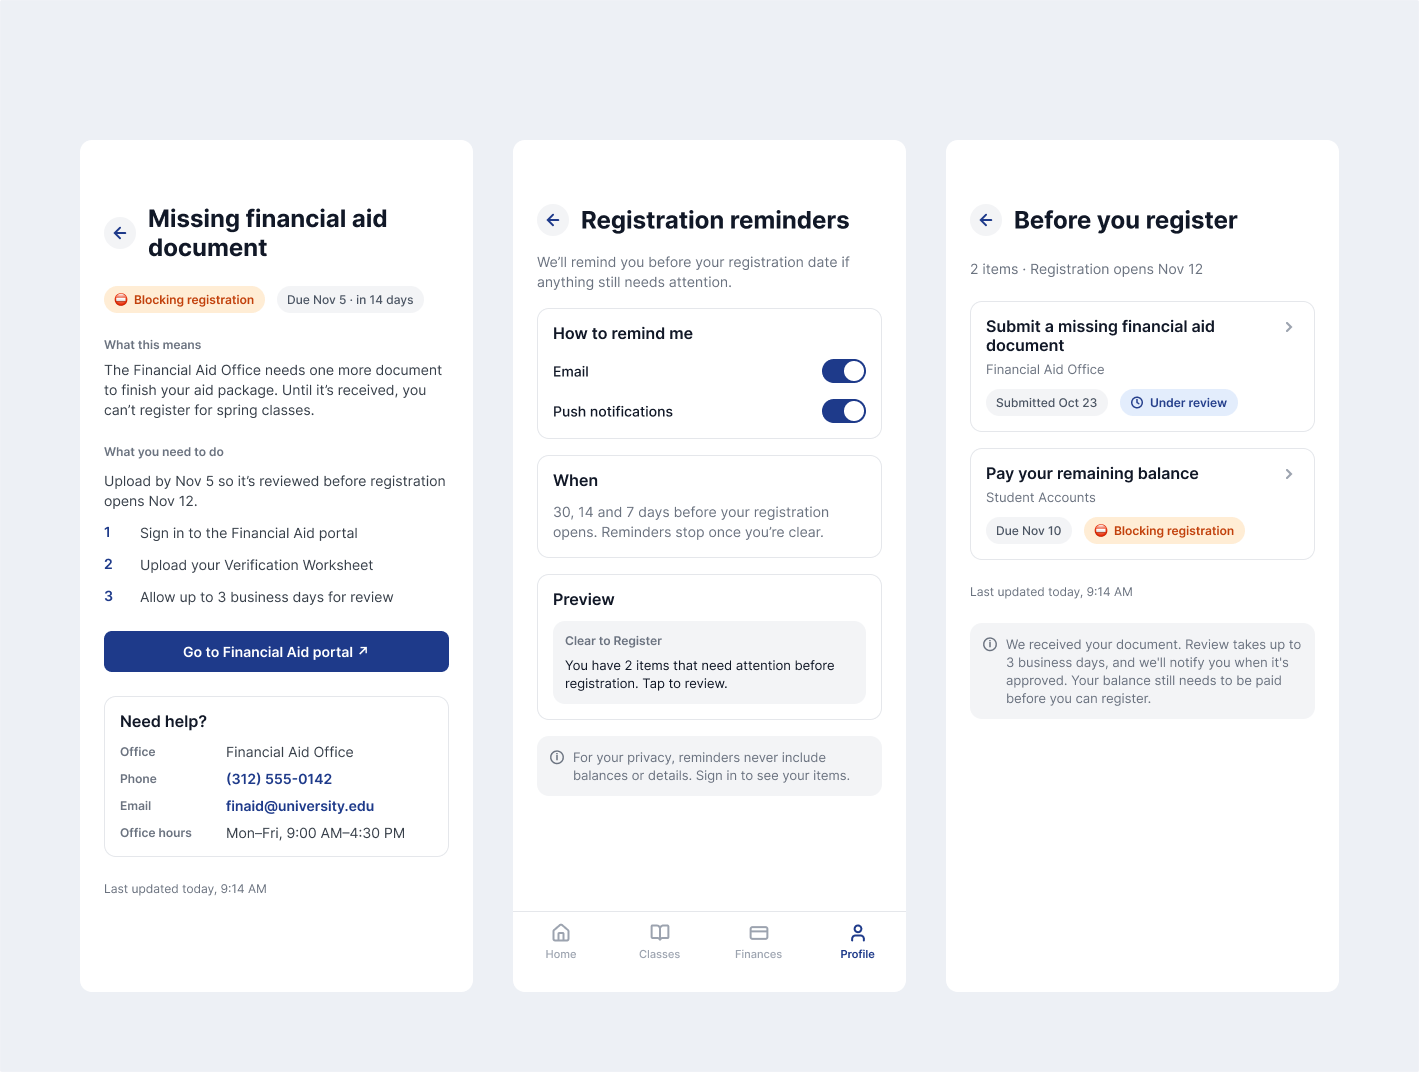 Missing financial aid
document
Blocking registration
Due Nov 5 · in 14 days
What this means
The Financial Aid Office needs one more document
to finish your aid package. Until it’s received, you
can’t register for spring classes.
What you need to do
Upload by Nov 5 so it’s reviewed before registration
opens Nov 12.
1 Sign in to the Financial Aid portal
2 Upload your Verification Worksheet
3 Allow up to 3 business days for review
Go to Financial Aid portal ↗
Need help?
Office Financial Aid Office
Phone (312) 555-0142
Email finaid@university.edu
Office hours Mon–Fri, 9:00 AM–4:30 PM
Last updated today, 9:14 AM
Registration reminders
We’ll remind you before your registration date if
anything still needs attention.
How to remind me
Email
Push notifications
When
30, 14 and 7 days before your registration
opens. Reminders stop once you’re clear.
Preview
Clear to Register
You have 2 items that need attention before
registration. Tap to review.
For your privacy, reminders never include
balances or details. Sign in to see your items.
Home
Classes
Finances
Profile
Before you register
2 items · Registration opens Nov 12
Submit a missing financial aid
document
Financial Aid Office
Submitted Oct 23
Under review
Pay your remaining balance
Student Accounts
Due Nov 10
Blocking registration
Last updated today, 9:14 AM
We received your document. Review takes up to
3 business days, and we'll notify you when it's
approved. Your balance still needs to be paid
before you can register.